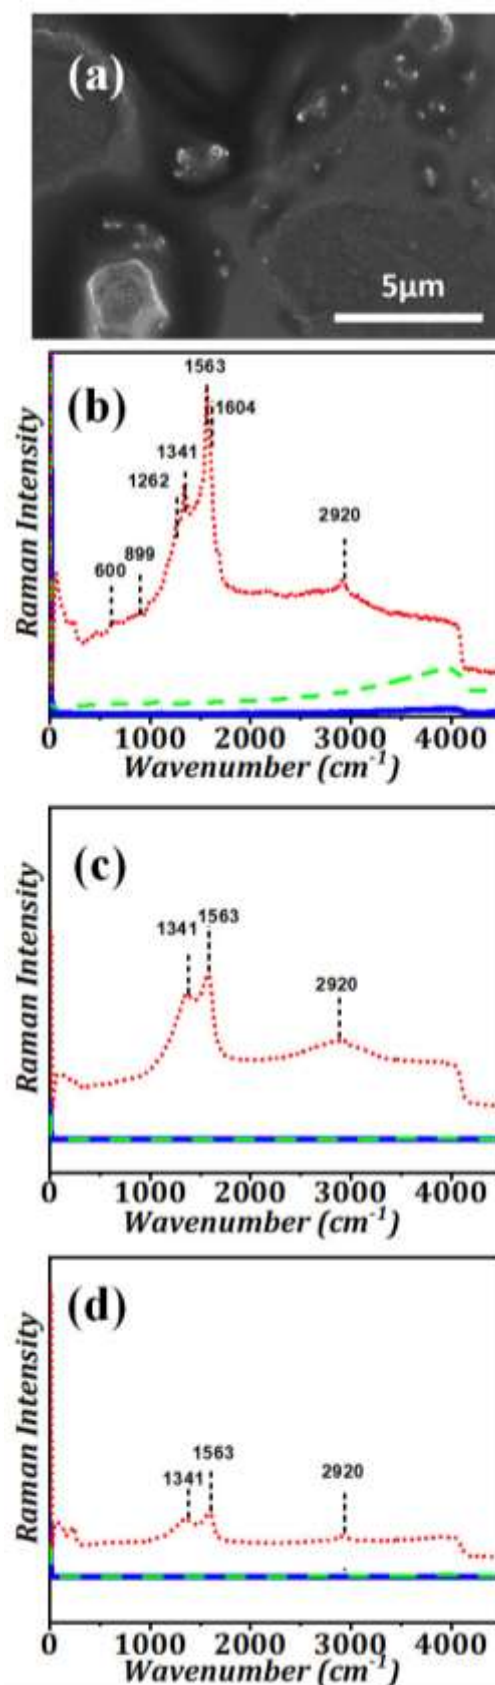 (a)
5μm
(b)
1563
1604
1341
1262
899
600
2920
Raman Intensity
0 1000 2000 3000 4000
Wavenumber (cm-1)
(c)
1341
1563
2920
Raman Intensity
0 1000 2000 3000 4000
Wavenumber (cm-1)
(d)
1563
1341
2920
Raman Intensity
0 1000 2000 3000 4000
Wavenumber (cm-1)